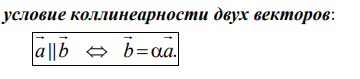 условие коллинеарности двух векторов:
a⃗ || b⃗ ⇔ b⃗ = αa⃗.